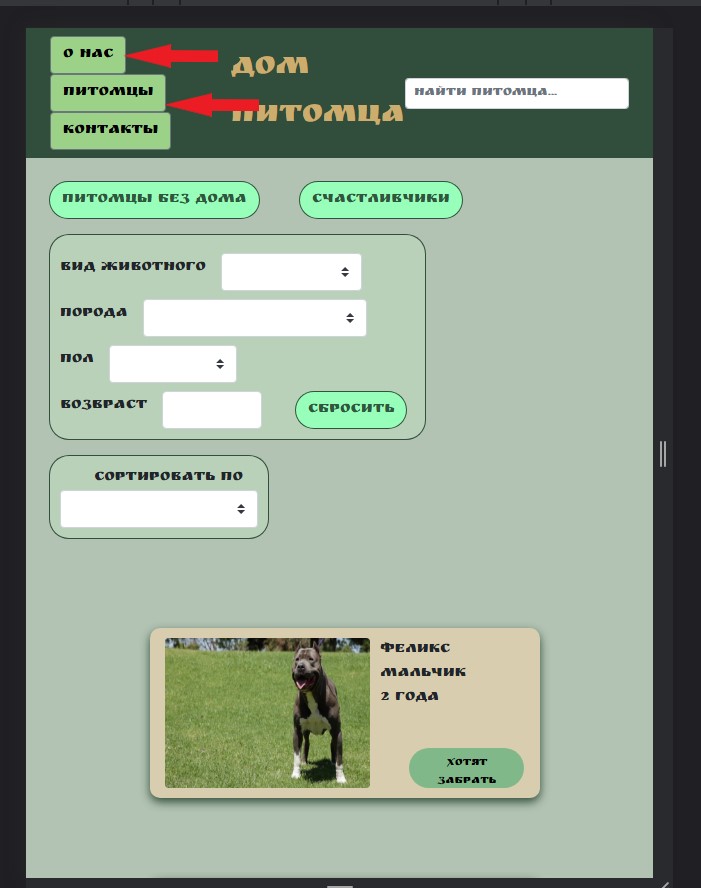 О НАС
ПИТОМЦЫ
КОНТАКТЫ
ДОМ
ПИТОМЦА
НАЙТИ ПИТОМЦА...
ПИТОМЦЫ БЕЗ ДОМА
СЧАСТЛИВЧИКИ
ВИД ЖИВОТНОГО
ПОРОДА
ПОЛ
ВОЗВРАСТ
СБРОСИТЬ
СОРТИРОВАТЬ ПО
ФЕЛИКС
МАЛЬЧИК
2 ГОДА
ХОТЯТ
ЗАБРАТЬ